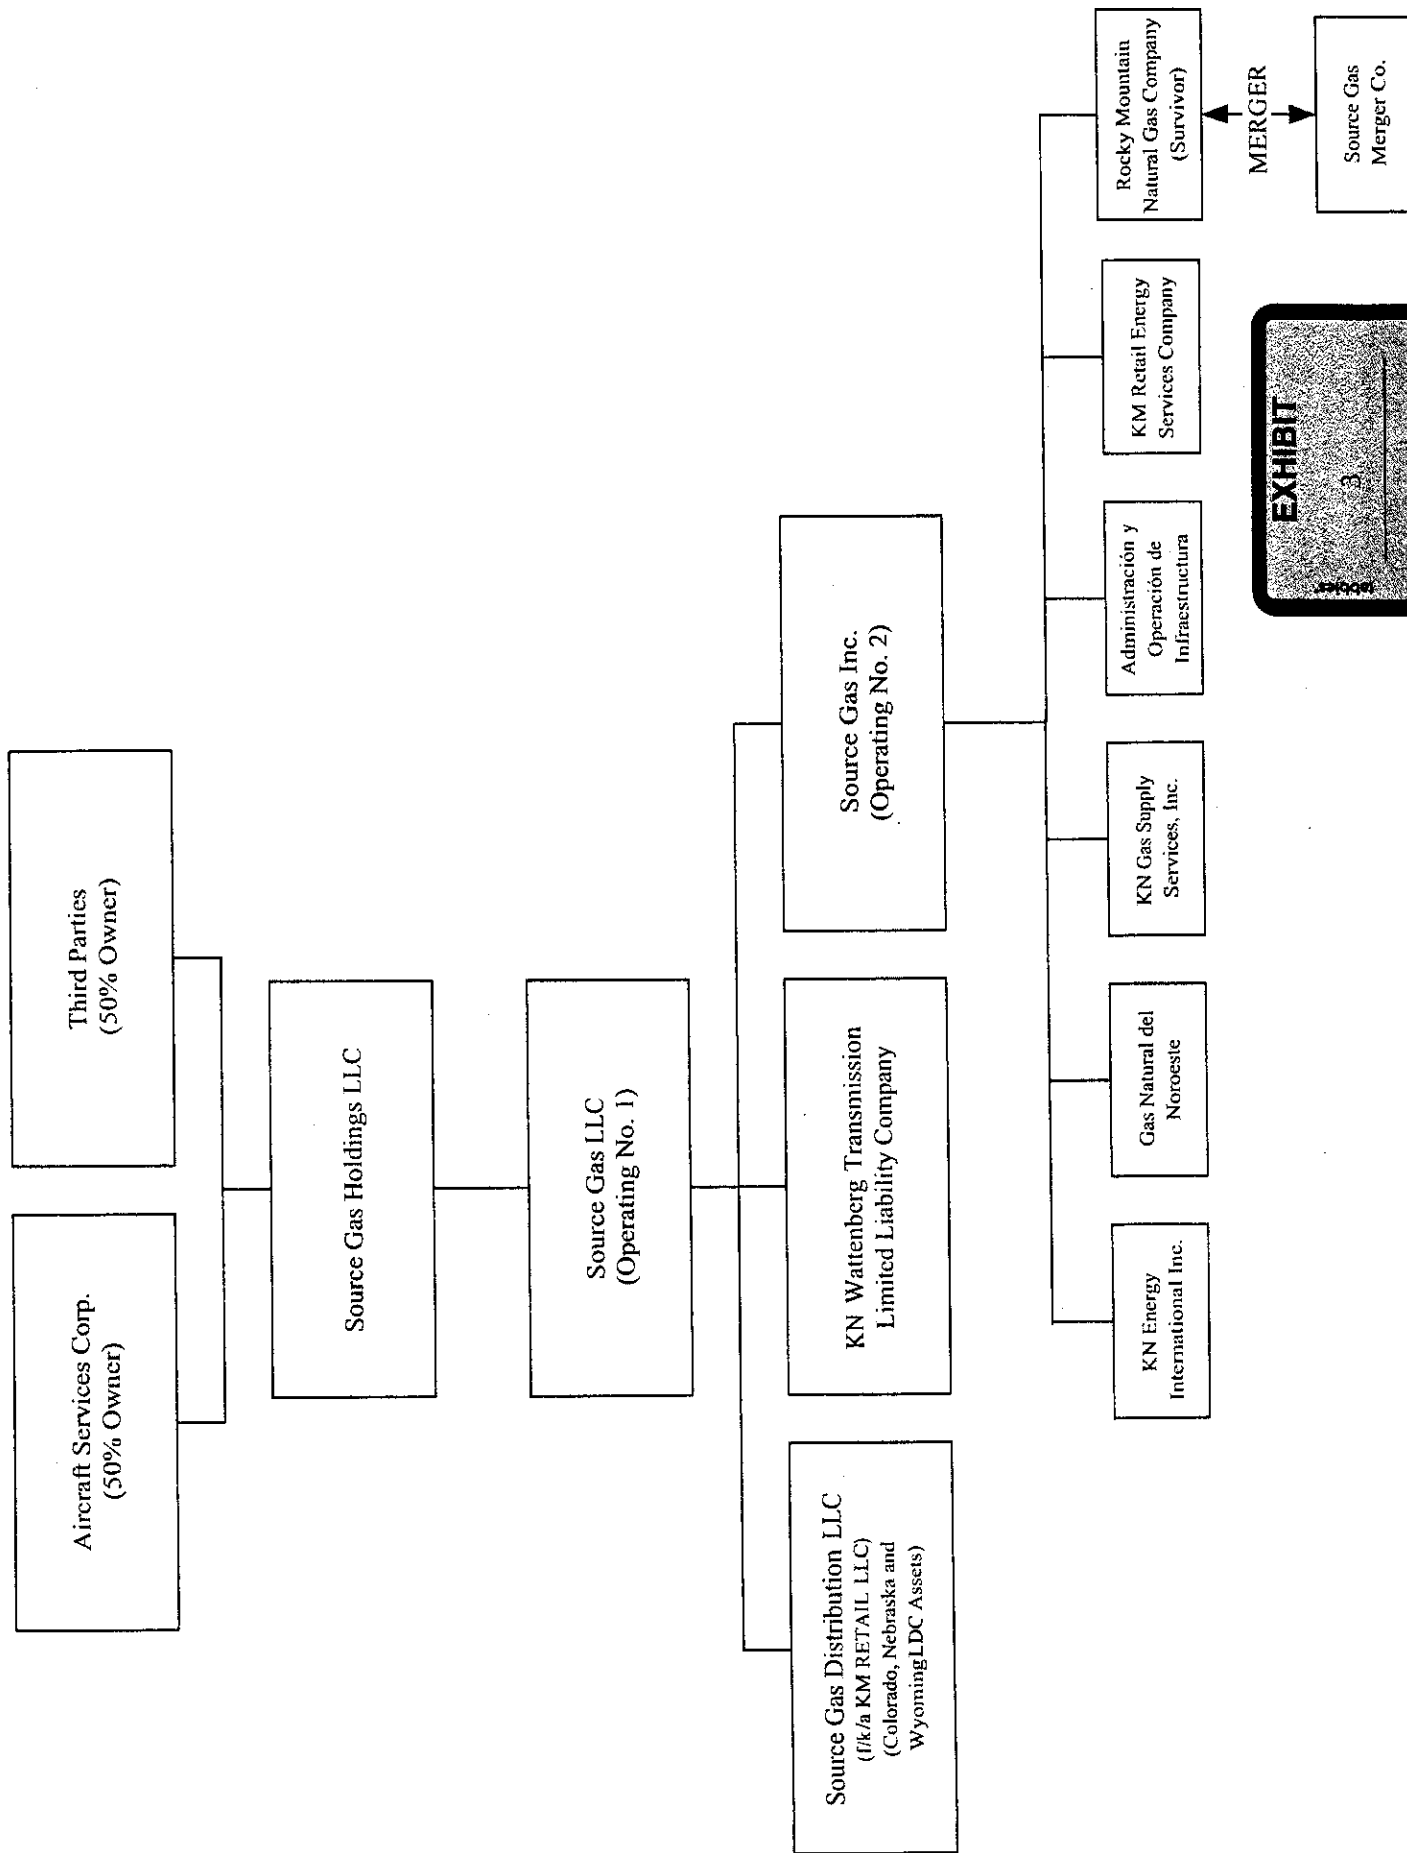 Aircraft Services Corp.
(50% Owner)
Third Parties
(50% Owner)
Source Gas Holdings LLC
Source Gas LLC
(Operating No. 1)
Source Gas Distribution LLC
(f/k/a KM RETAIL LLC)
(Colorado, Nebraska and
Wyoming LDC Assets)
KN Wattenberg Transmission
Limited Liability Company
Source Gas Inc.
(Operating No. 2)
KN Energy
International Inc.
Gas Natural del
Noroeste
KN Gas Supply
Services, Inc.
Administración y
Operación de
Infraestructura
KM Retail Energy
Services Company
Rocky Mountain
Natural Gas Company
(Survivor)
MERGER
Source Gas
Merger Co.
tabbies
EXHIBIT
3